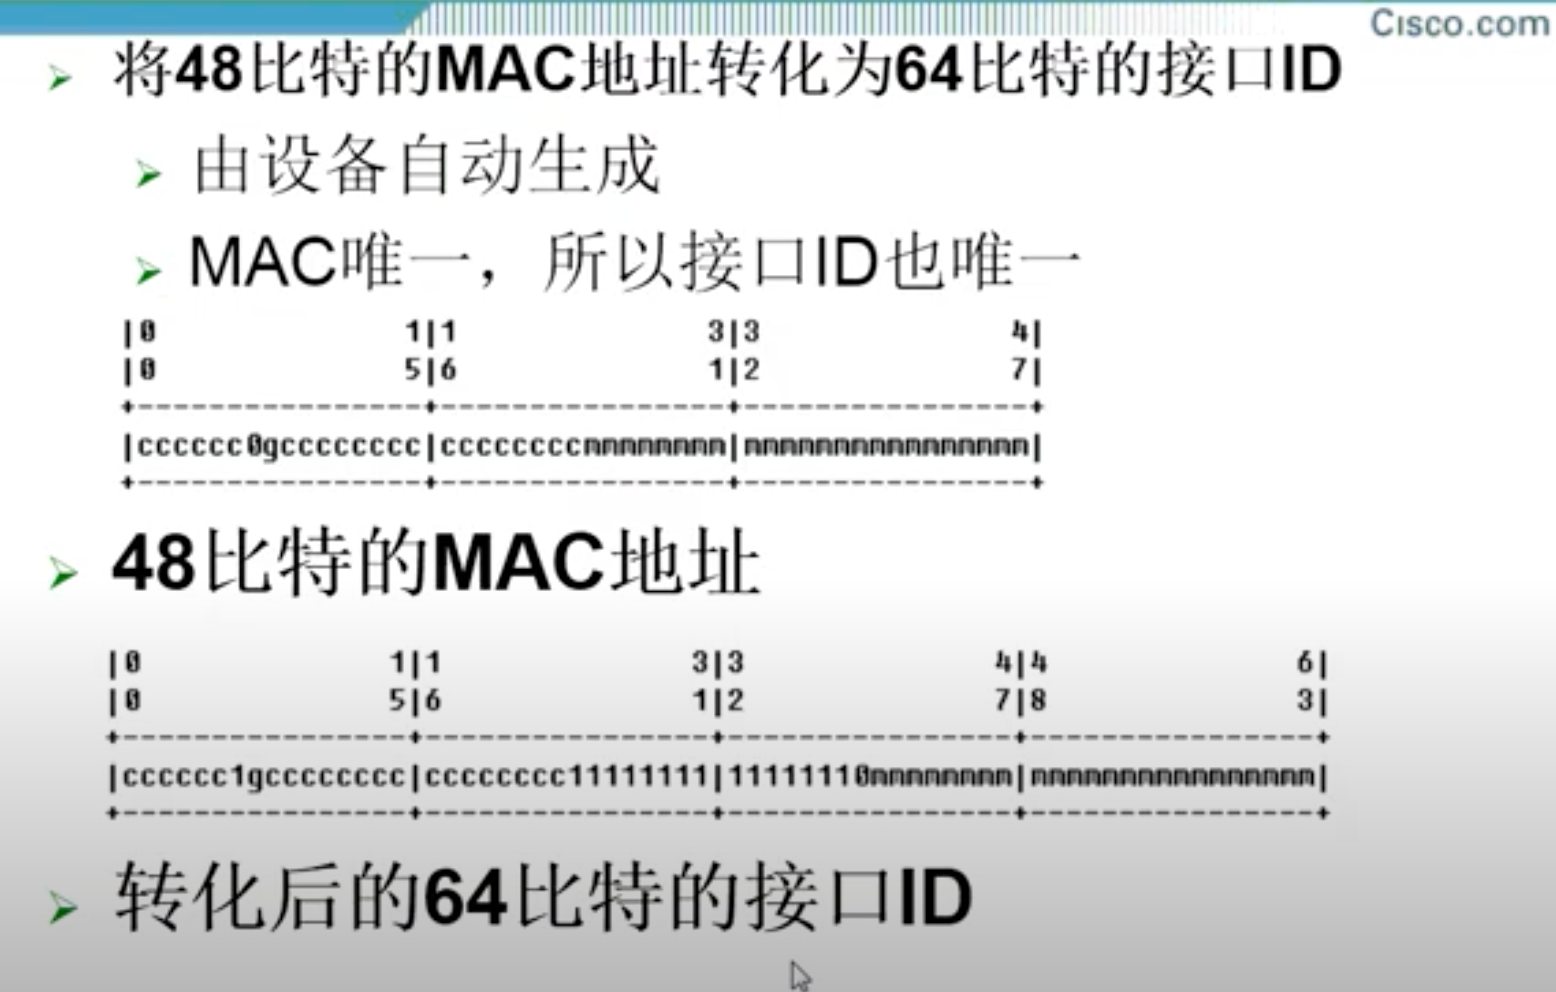 Cisco.com
将48比特的MAC地址转化为64比特的接口ID
由设备自动生成
MAC唯一，所以接口ID也唯一
|0              1|1              3|3              4|
|0              5|6              1|2              7|
+----------------+----------------+----------------+
|cccccc0gcccccccc|ccccccccmmmmmmmm|mmmmmmmmmmmmmmmm|
+----------------+----------------+----------------+
48比特的MAC地址
|0              1|1              3|3              4|4              6|
|0              5|6              1|2              7|8              3|
+----------------+----------------+----------------+----------------+
|cccccc1gcccccccc|cccccccc11111111|11111110mmmmmmmm|mmmmmmmmmmmmmmmm|
+----------------+----------------+----------------+----------------+
转化后的64比特的接口ID